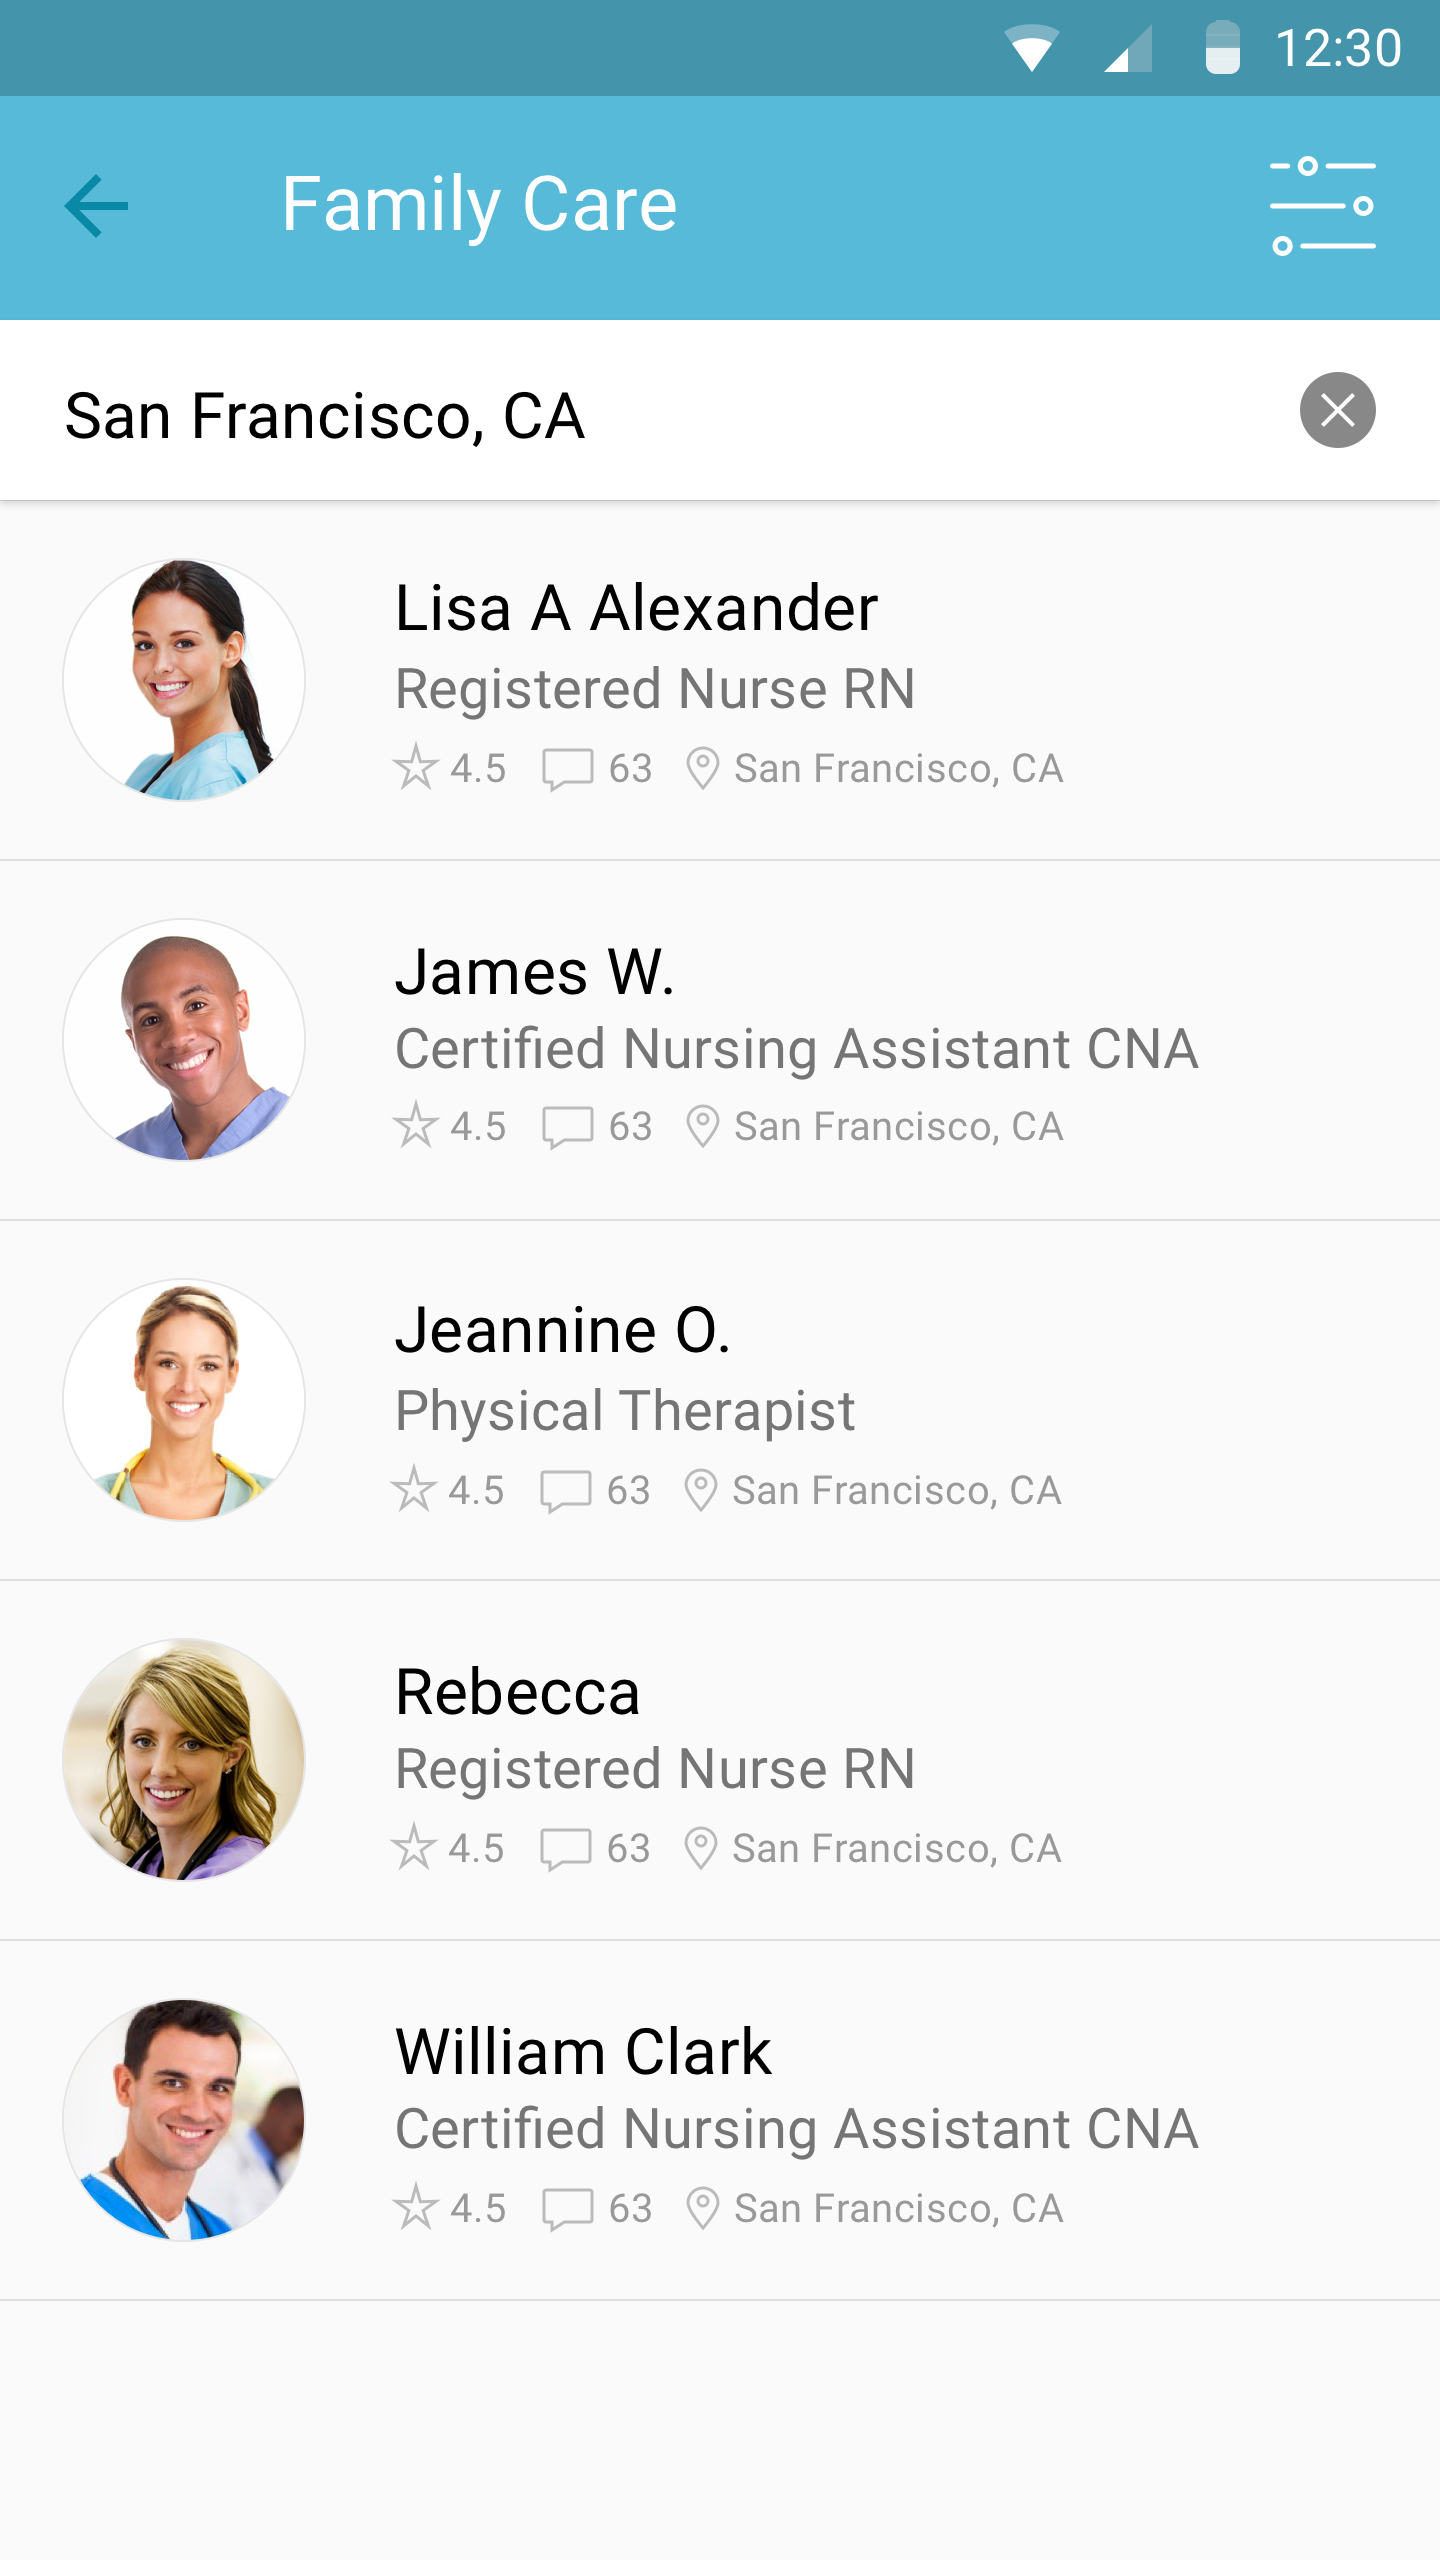 12:30
Family Care
San Francisco, CA
Lisa A Alexander
Registered Nurse RN
4.5 63 San Francisco, CA
James W.
Certified Nursing Assistant CNA
4.5 63 San Francisco, CA
Jeannine O.
Physical Therapist
4.5 63 San Francisco, CA
Rebecca
Registered Nurse RN
4.5 63 San Francisco, CA
William Clark
Certified Nursing Assistant CNA
4.5 63 San Francisco, CA